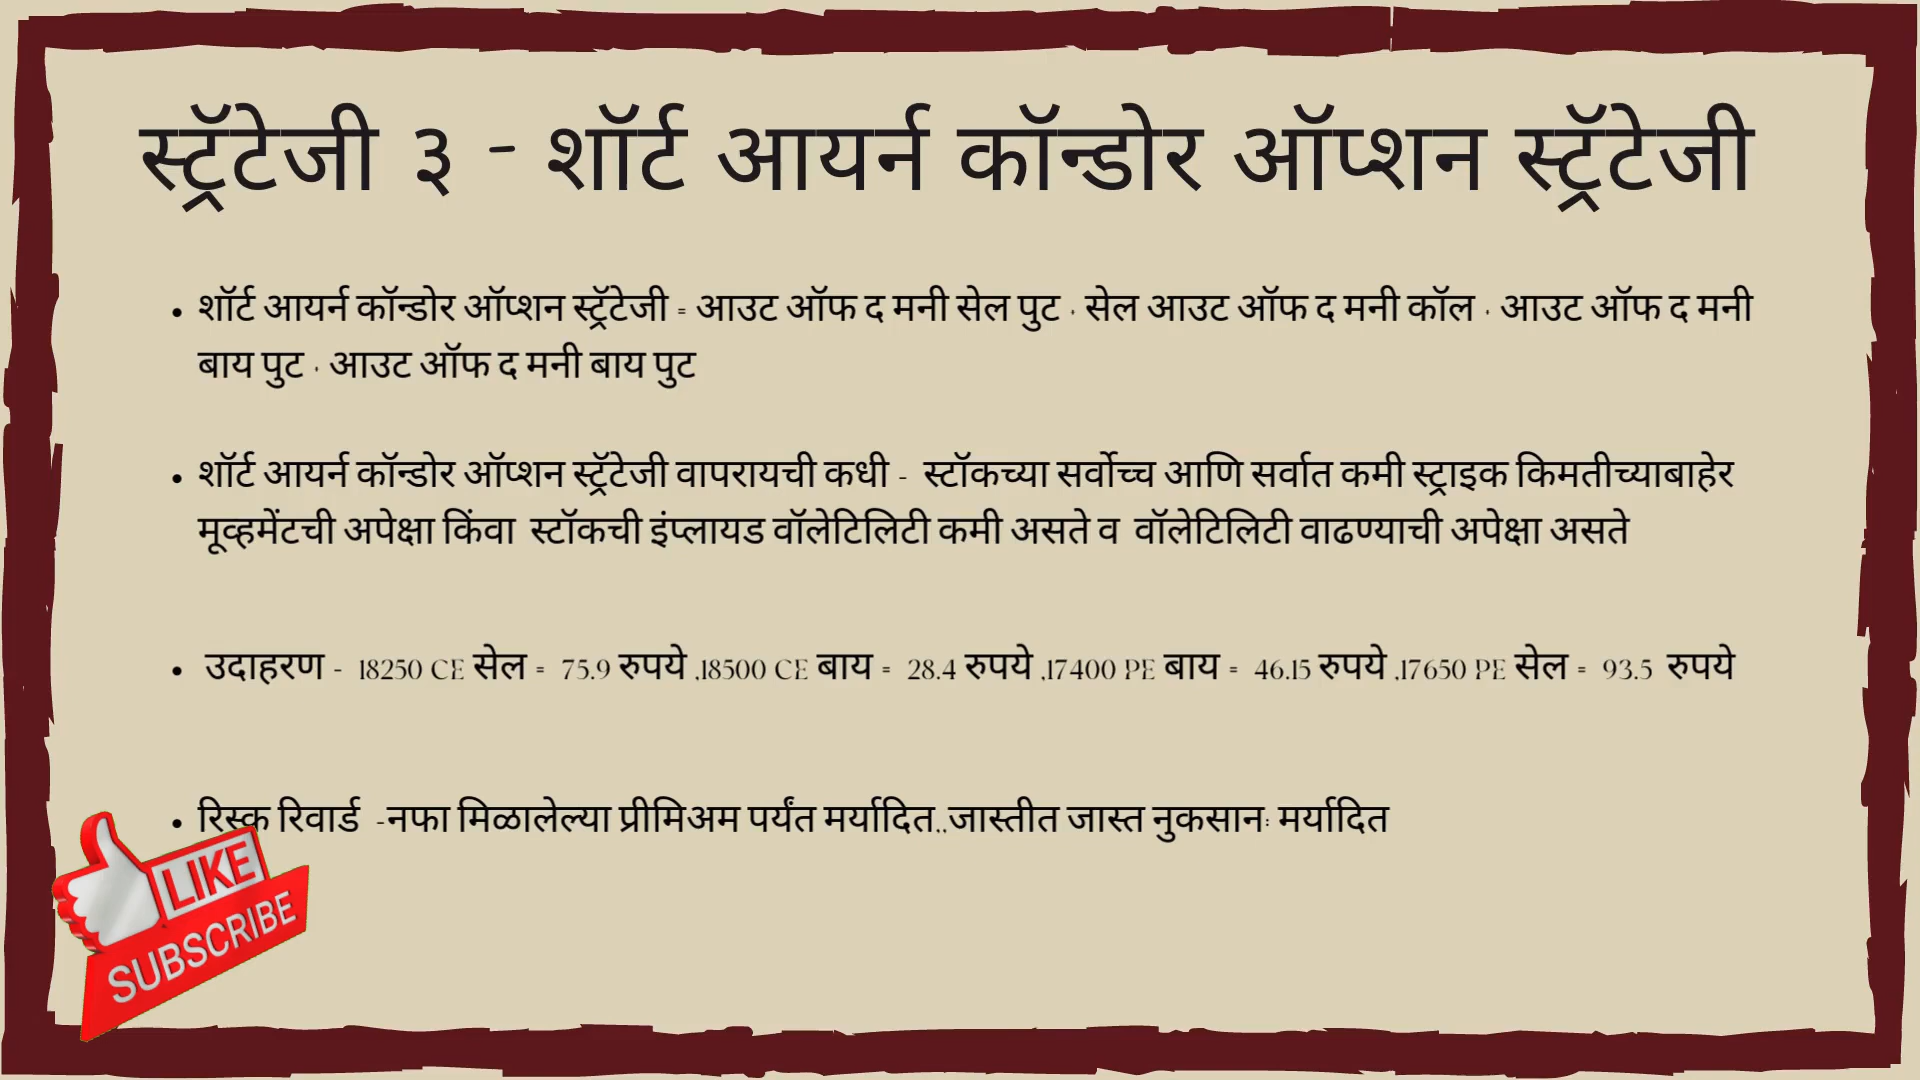 स्ट्रॅटेजी ३ - शॉर्ट आयर्न कॉन्डोर ऑप्शन स्ट्रॅटेजी
• शॉर्ट आयर्न कॉन्डोर ऑप्शन स्ट्रॅटेजी = आउट ऑफ द मनी सेल पुट + सेल आउट ऑफ द मनी कॉल + आउट ऑफ द मनी
बाय पुट + आउट ऑफ द मनी बाय पुट
• शॉर्ट आयर्न कॉन्डोर ऑप्शन स्ट्रॅटेजी वापरायची कधी - स्टॉकच्या सर्वोच्च आणि सर्वात कमी स्ट्राइक किमतीच्याबाहेर
मूव्हमेंटची अपेक्षा किंवा स्टॉकची इंप्लायड वॉलेटिलिटी कमी असते व वॉलेटिलिटी वाढण्याची अपेक्षा असते
• उदाहरण - 18250 CE सेल = 75.9 रुपये ,18500 CE बाय = 28.4 रुपये ,17400 PE बाय = 46.15 रुपये ,17650 PE सेल = 93.5 रुपये
• रिस्क रिवार्ड -नफा मिळालेल्या प्रीमिअम पर्यंत मर्यादित..जास्तीत जास्त नुकसान: मर्यादित
LIKE
SUBSCRIBE